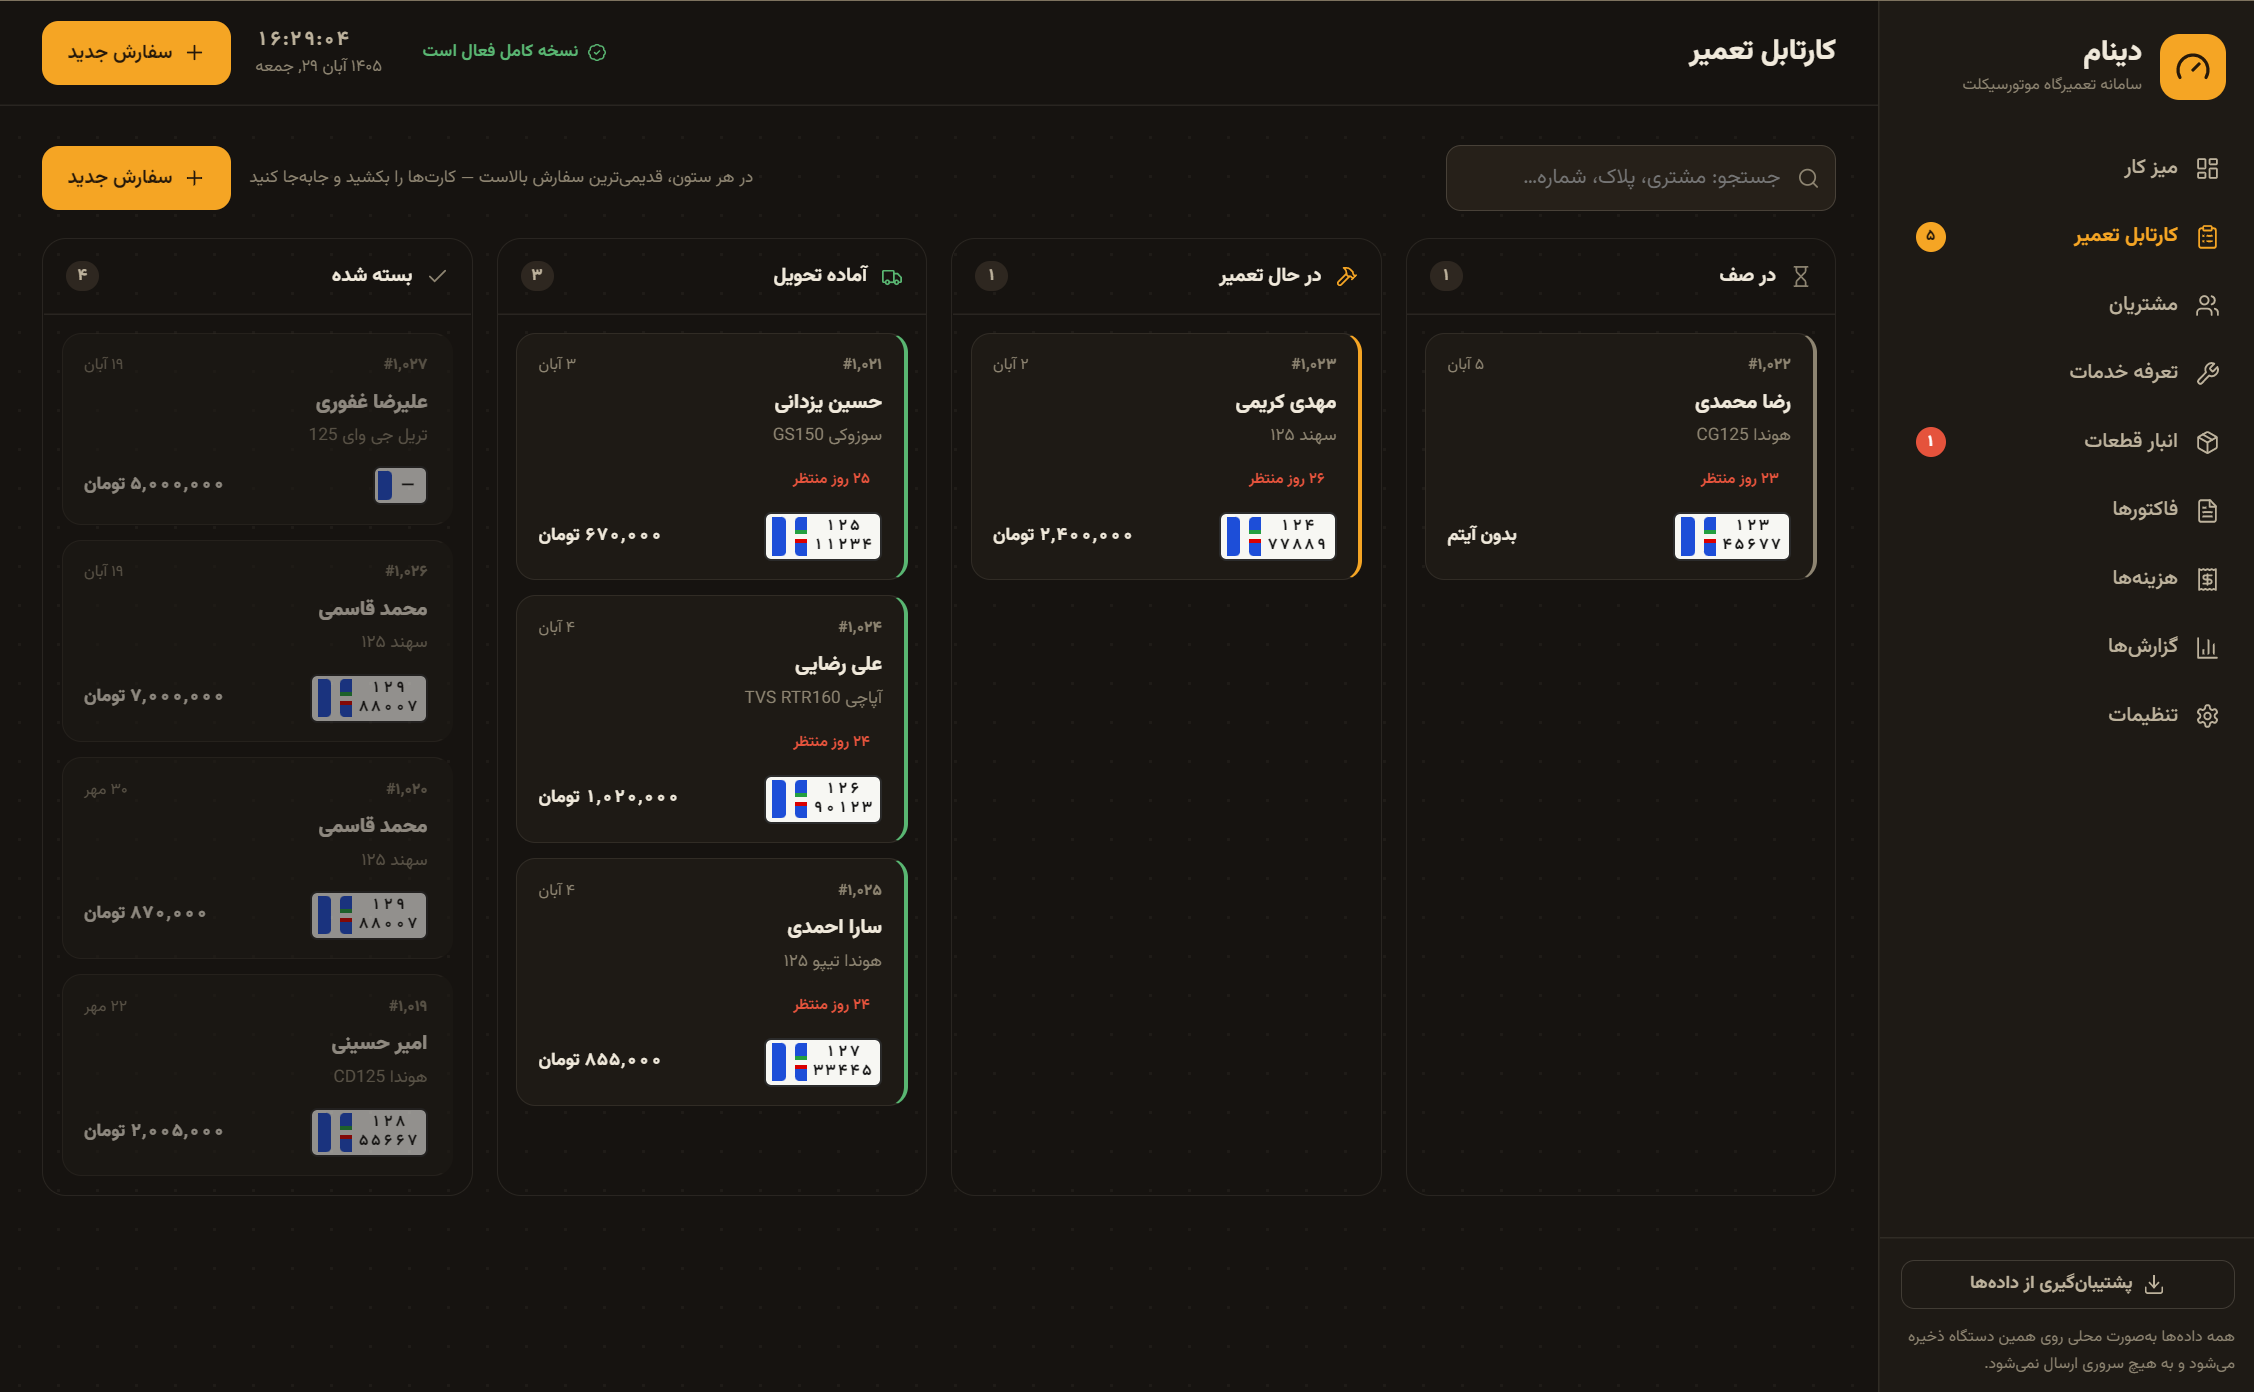 دینام
سامانه تعمیرگاه موتورسیکلت
میز کار
کارتابل تعمیر
۵
مشتریان
تعرفه خدمات
انبار قطعات
۱
فاکتورها
هزینه‌ها
گزارش‌ها
تنظیمات
پشتیبان‌گیری از داده‌ها
همه داده‌ها به‌صورت محلی روی همین دستگاه ذخیره
می‌شود و به هیچ سروری ارسال نمی‌شود.
کارتابل تعمیر
نسخه کامل فعال است
۱۶:۲۹:۰۴
۱۴۰۵ آبان ۲۹, جمعه
سفارش جدید
جستجو: مشتری، پلاک، شماره...
در هر ستون، قدیمی‌ترین سفارش بالاست — کارت‌ها را بکشید و جابه‌جا کنید
سفارش جدید
در صف
۱
#۱,۰۲۲
۵ آبان
رضا محمدی
هوندا CG125
۲۳ روز منتظر
۱۲۳
۴۵۶۷۷
بدون آیتم
در حال تعمیر
۱
#۱,۰۲۳
۲ آبان
مهدی کریمی
سهند ۱۲۵
۲۶ روز منتظر
۱۲۴
۷۷۸۸۹
۲,۴۰۰,۰۰۰ تومان
آماده تحویل
۳
#۱,۰۲۱
۳ آبان
حسین یزدانی
سوزوکی GS150
۲۵ روز منتظر
۱۲۵
۱۱۲۳۴
۶۷۰,۰۰۰ تومان
#۱,۰۲۴
۴ آبان
علی رضایی
آپاچی TVS RTR160
۲۴ روز منتظر
۱۲۶
۹۰۱۲۳
۱,۰۲۰,۰۰۰ تومان
#۱,۰۲۵
۴ آبان
سارا احمدی
هوندا تیپو ۱۲۵
۲۴ روز منتظر
۱۲۷
۳۳۴۴۵
۸۵۵,۰۰۰ تومان
بسته شده
۴
#۱,۰۲۷
۱۹ آبان
علیرضا غفوری
تریل جی وای 125
—
۵,۰۰۰,۰۰۰ تومان
#۱,۰۲۶
۱۹ آبان
محمد قاسمی
سهند ۱۲۵
۱۲۹
۸۸۰۰۷
۷,۰۰۰,۰۰۰ تومان
#۱,۰۲۰
۳۰ مهر
محمد قاسمی
سهند ۱۲۵
۱۲۹
۸۸۰۰۷
۸۷۰,۰۰۰ تومان
#۱,۰۱۹
۲۲ مهر
امیر حسینی
هوندا CD125
۱۲۸
۵۵۶۶۷
۲,۰۰۵,۰۰۰ تومان